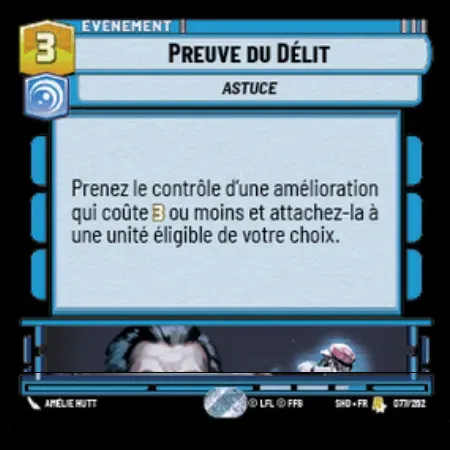 ÉVÉNEMENT
3
PREUVE DU DÉLIT
ASTUCE
Prenez le contrôle d'une amélioration
qui coûte 3 ou moins et attachez-la à
une unité éligible de votre choix.
AMÉLIE HUTT © LFL © FFG SHD • FR 077/262